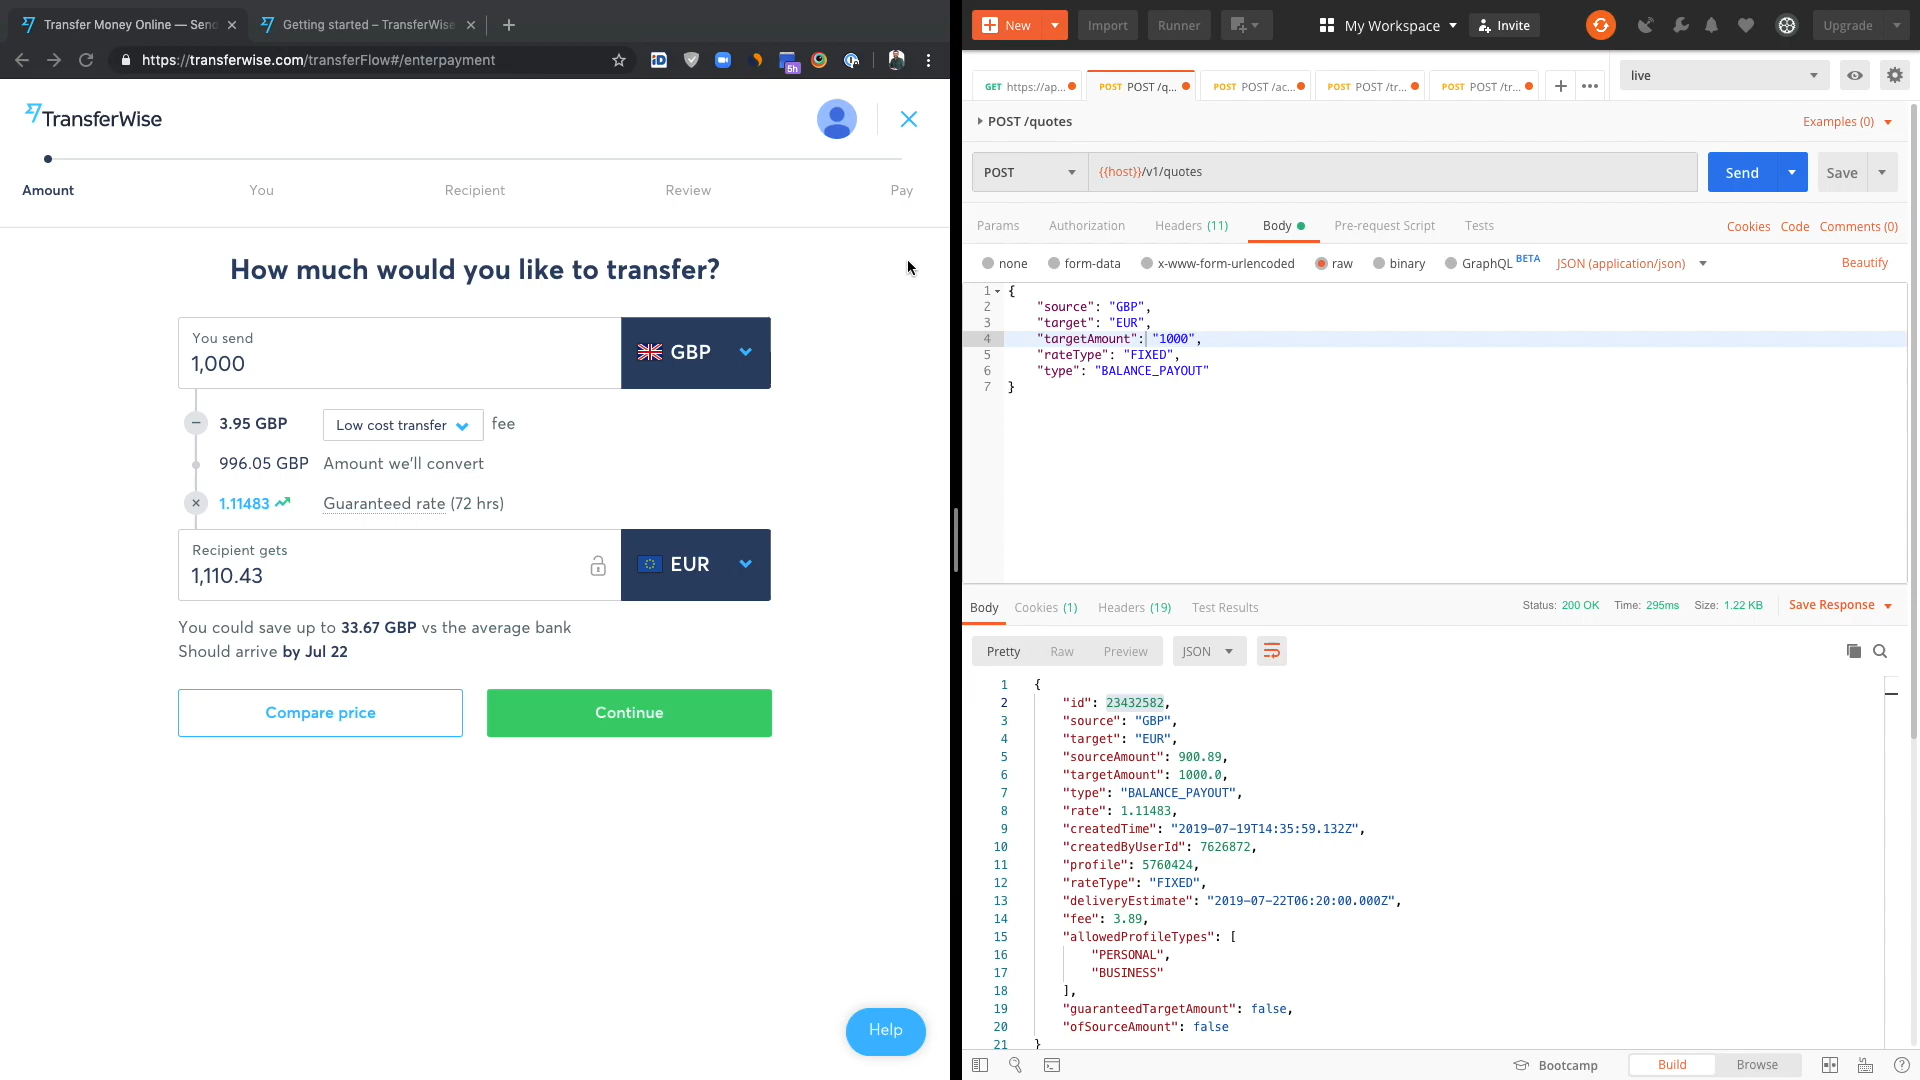 Transfer Money Online — Send
Getting started – TransferWise
https://transferwise.com/transferFlow#/enterpayment
5h
TransferWise
Amount
You
Recipient
Review
Pay
How much would you like to transfer?
You send
1,000
GBP
3.95 GBP
Low cost transfer
fee
996.05 GBP
Amount we'll convert
1.11483
Guaranteed rate (72 hrs)
Recipient gets
1,110.43
EUR
You could save up to 33.67 GBP vs the average bank
Should arrive by Jul 22
Compare price
Continue
Help
New
Import
Runner
My Workspace
Invite
Upgrade
GET https://ap...
POST POST /q...
POST POST /ac...
POST POST /tr...
POST POST /tr...
live
POST /quotes
Examples (0)
POST
{{host}}/v1/quotes
Send
Save
Params
Authorization
Headers (11)
Body
Pre-request Script
Tests
Cookies
Code
Comments (0)
none
form-data
x-www-form-urlencoded
raw
binary
GraphQL BETA
JSON (application/json)
Beautify
1 {
2 "source": "GBP",
3 "target": "EUR",
4 "targetAmount": "1000",
5 "rateType": "FIXED",
6 "type": "BALANCE_PAYOUT"
7 }
Body
Cookies (1)
Headers (19)
Test Results
Status: 200 OK
Time: 295ms
Size: 1.22 KB
Save Response
Pretty
Raw
Preview
JSON
1 {
2 "id": 23432582,
3 "source": "GBP",
4 "target": "EUR",
5 "sourceAmount": 900.89,
6 "targetAmount": 1000.0,
7 "type": "BALANCE_PAYOUT",
8 "rate": 1.11483,
9 "createdTime": "2019-07-19T14:35:59.132Z",
10 "createdByUserId": 7626872,
11 "profile": 5760424,
12 "rateType": "FIXED",
13 "deliveryEstimate": "2019-07-22T06:20:00.000Z",
14 "fee": 3.89,
15 "allowedProfileTypes": [
16 "PERSONAL",
17 "BUSINESS"
18 ],
19 "guaranteedTargetAmount": false,
20 "ofSourceAmount": false
21 }
Bootcamp
Build
Browse